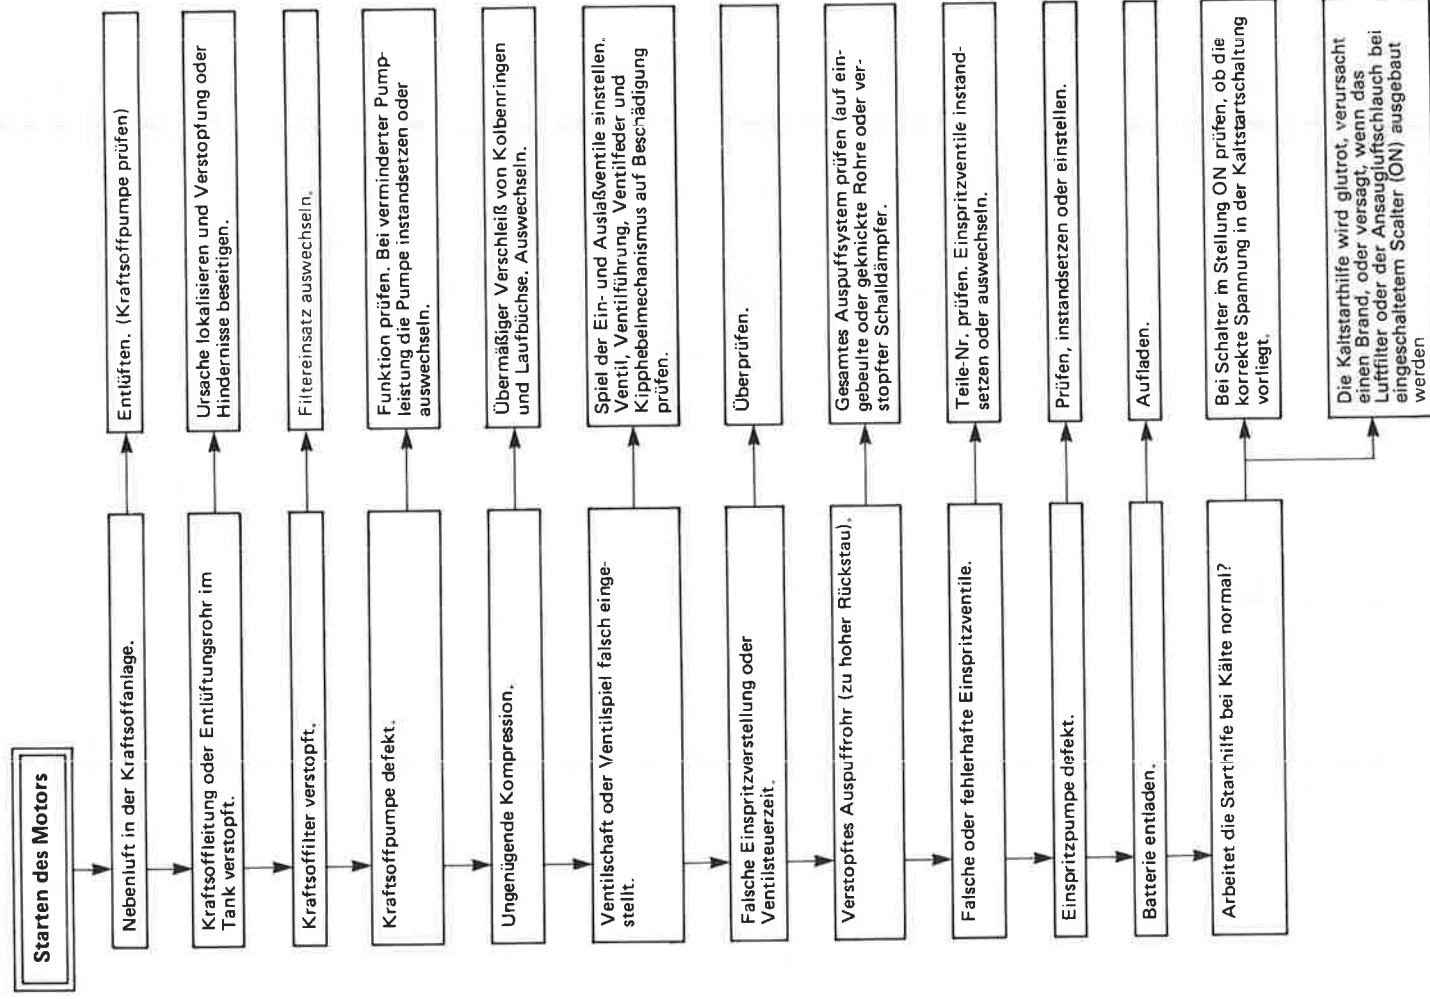 Starten des Motors
Nebenluft in der Kraftsoffanlage.
Entlüften. (Kraftsoffpumpe prüfen)
Kraftsoffleitung oder Entlüftungsrohr im
Tank verstopft.
Ursache lokalisieren und Verstopfung oder
Hindernisse beseitigen.
Kraftsoffilter verstopft.
Filtereinsatz auswechseln.
Kraftsoffpumpe defekt.
Funktion prüfen. Bei verminderter Pump-
leistung die Pumpe instandsetzen oder
auswechseln.
Ungenügende Kompression.
Übermäßiger Verschleiß von Kolbenringen
und Laufbüchse. Auswechseln.
Ventilschaft oder Ventilspiel falsch einge-
stellt.
Spiel der Ein- und Auslaßventile einstellen.
Ventil, Ventilführung, Ventilfeder und
Kipphebelmechanismus auf Beschädigung
prüfen.
Falsche Einspritzverstellung oder
Ventilsteuerzeit.
Überprüfen.
Verstopftes Auspuffrohr (zu hoher Rückstau).
Gesamtes Auspuffsystem prüfen (auf ein-
gebeulte oder geknickte Rohre oder ver-
stopfter Schalldämpfer.
Falsche oder fehlerhafte Einspritzventile.
Teile-Nr. prüfen. Einspritzventile instand-
setzen oder auswechseln.
Einspritzpumpe defekt.
Prüfen, instandsetzen oder einstellen.
Batterie entladen.
Aufladen.
Arbeitet die Starthilfe bei Kälte normal?
Bei Schalter im Stellung ON prüfen, ob die
korrekte Spannung in der Kaltstartschaltung
vorliegt.
Die Kaltstarthilfe wird glutrot, verursacht
einen Brand, oder versagt, wenn das
Luftfilter oder der Ansaugluftschlauch bei
eingeschaltetem Scalter (ON) ausgebaut
werden